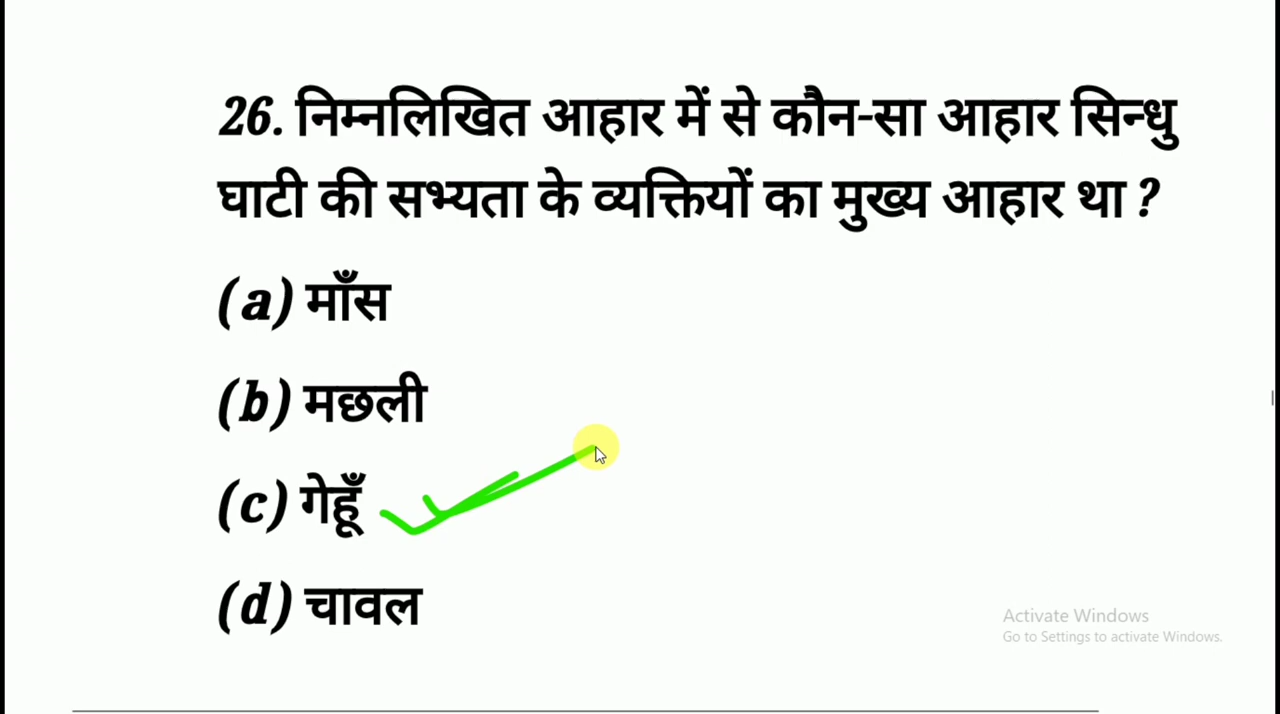 26. निम्नलिखित आहार में से कौन-सा आहार सिन्धु
घाटी की सभ्यता के व्यक्तियों का मुख्य आहार था ?
(a) माँस
(b) मछली
(c) गेहूँ
(d) चावल
Activate Windows
Go to Settings to activate Windows.